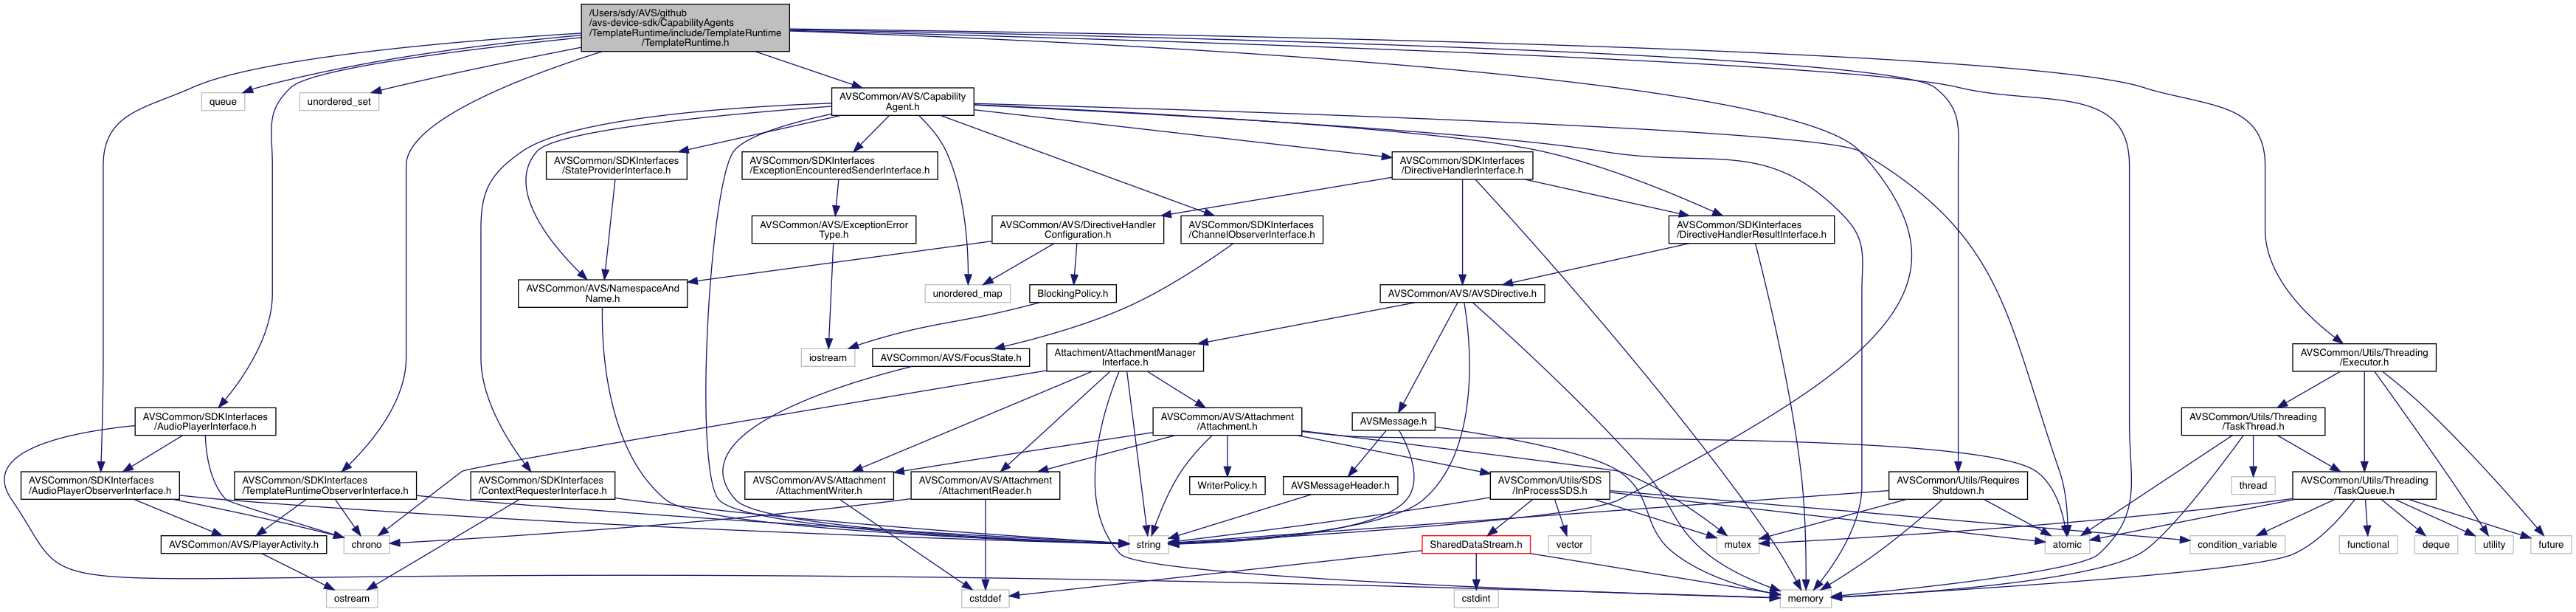 /Users/sdy/AVS/github
/avs-device-sdk/CapabilityAgents
/TemplateRuntime/include/TemplateRuntime
/TemplateRuntime.h
queue
unordered_set
AVSCommon/AVS/Capability
Agent.h
AVSCommon/SDKInterfaces
/StateProviderInterface.h
AVSCommon/SDKInterfaces
/ExceptionEncounteredSenderInterface.h
AVSCommon/SDKInterfaces
/DirectiveHandlerInterface.h
AVSCommon/AVS/ExceptionError
Type.h
AVSCommon/AVS/DirectiveHandler
Configuration.h
AVSCommon/SDKInterfaces
/ChannelObserverInterface.h
AVSCommon/SDKInterfaces
/DirectiveHandlerResultInterface.h
AVSCommon/AVS/NamespaceAnd
Name.h
unordered_map
BlockingPolicy.h
AVSCommon/AVS/AVSDirective.h
iostream
AVSCommon/AVS/FocusState.h
Attachment/AttachmentManager
Interface.h
AVSCommon/Utils/Threading
/Executor.h
AVSCommon/SDKInterfaces
/AudioPlayerInterface.h
AVSCommon/AVS/Attachment
/Attachment.h
AVSMessage.h
AVSCommon/Utils/Threading
/TaskThread.h
AVSCommon/SDKInterfaces
/AudioPlayerObserverInterface.h
AVSCommon/SDKInterfaces
/TemplateRuntimeObserverInterface.h
AVSCommon/SDKInterfaces
/ContextRequesterInterface.h
AVSCommon/AVS/Attachment
/AttachmentWriter.h
AVSCommon/AVS/Attachment
/AttachmentReader.h
WriterPolicy.h
AVSMessageHeader.h
AVSCommon/Utils/SDS
/InProcessSDS.h
AVSCommon/Utils/Requires
Shutdown.h
thread
AVSCommon/Utils/Threading
/TaskQueue.h
AVSCommon/AVS/PlayerActivity.h
chrono
string
SharedDataStream.h
vector
mutex
atomic
condition_variable
functional
deque
utility
future
ostream
cstddef
cstdint
memory